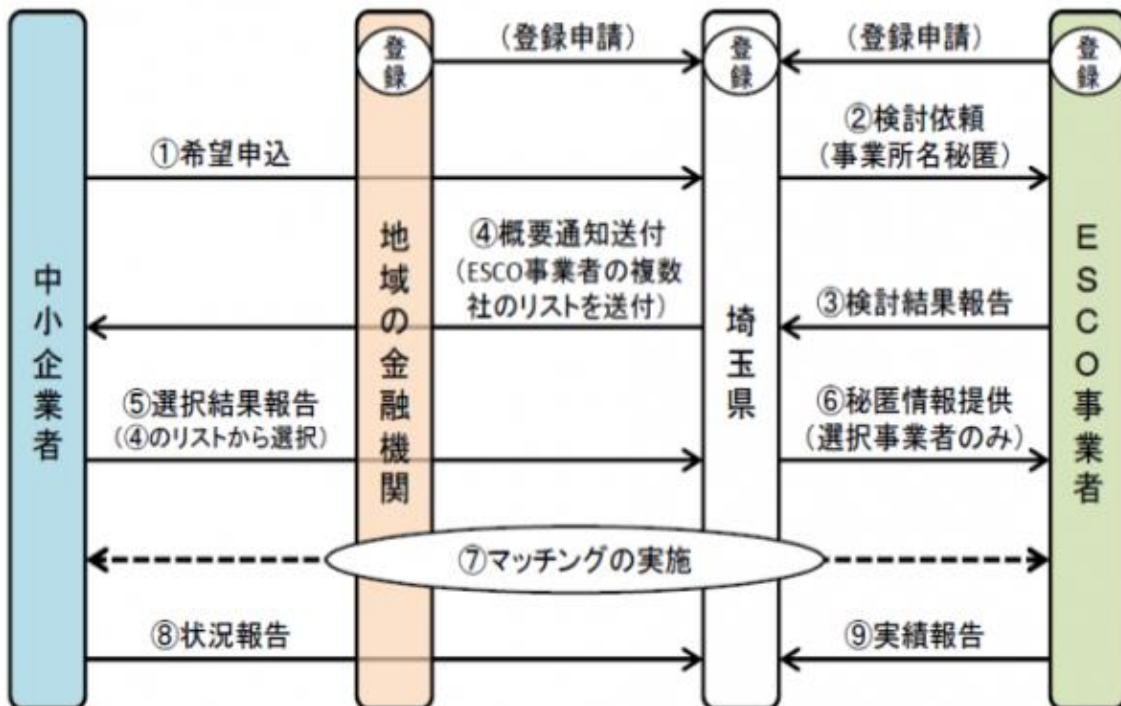 登録
(登録申請)
登録
(登録申請)
登録
①希望申込
②検討依頼
(事業所名秘匿)
④概要通知送付
(ESCO事業者の複数
社のリストを送付)
③検討結果報告
⑤選択結果報告
(④のリストから選択)
⑥秘匿情報提供
(選択事業者のみ)
⑦マッチングの実施
⑧状況報告
⑨実績報告
中小企業者
地域の金融機関
埼玉県
ESCO事業者